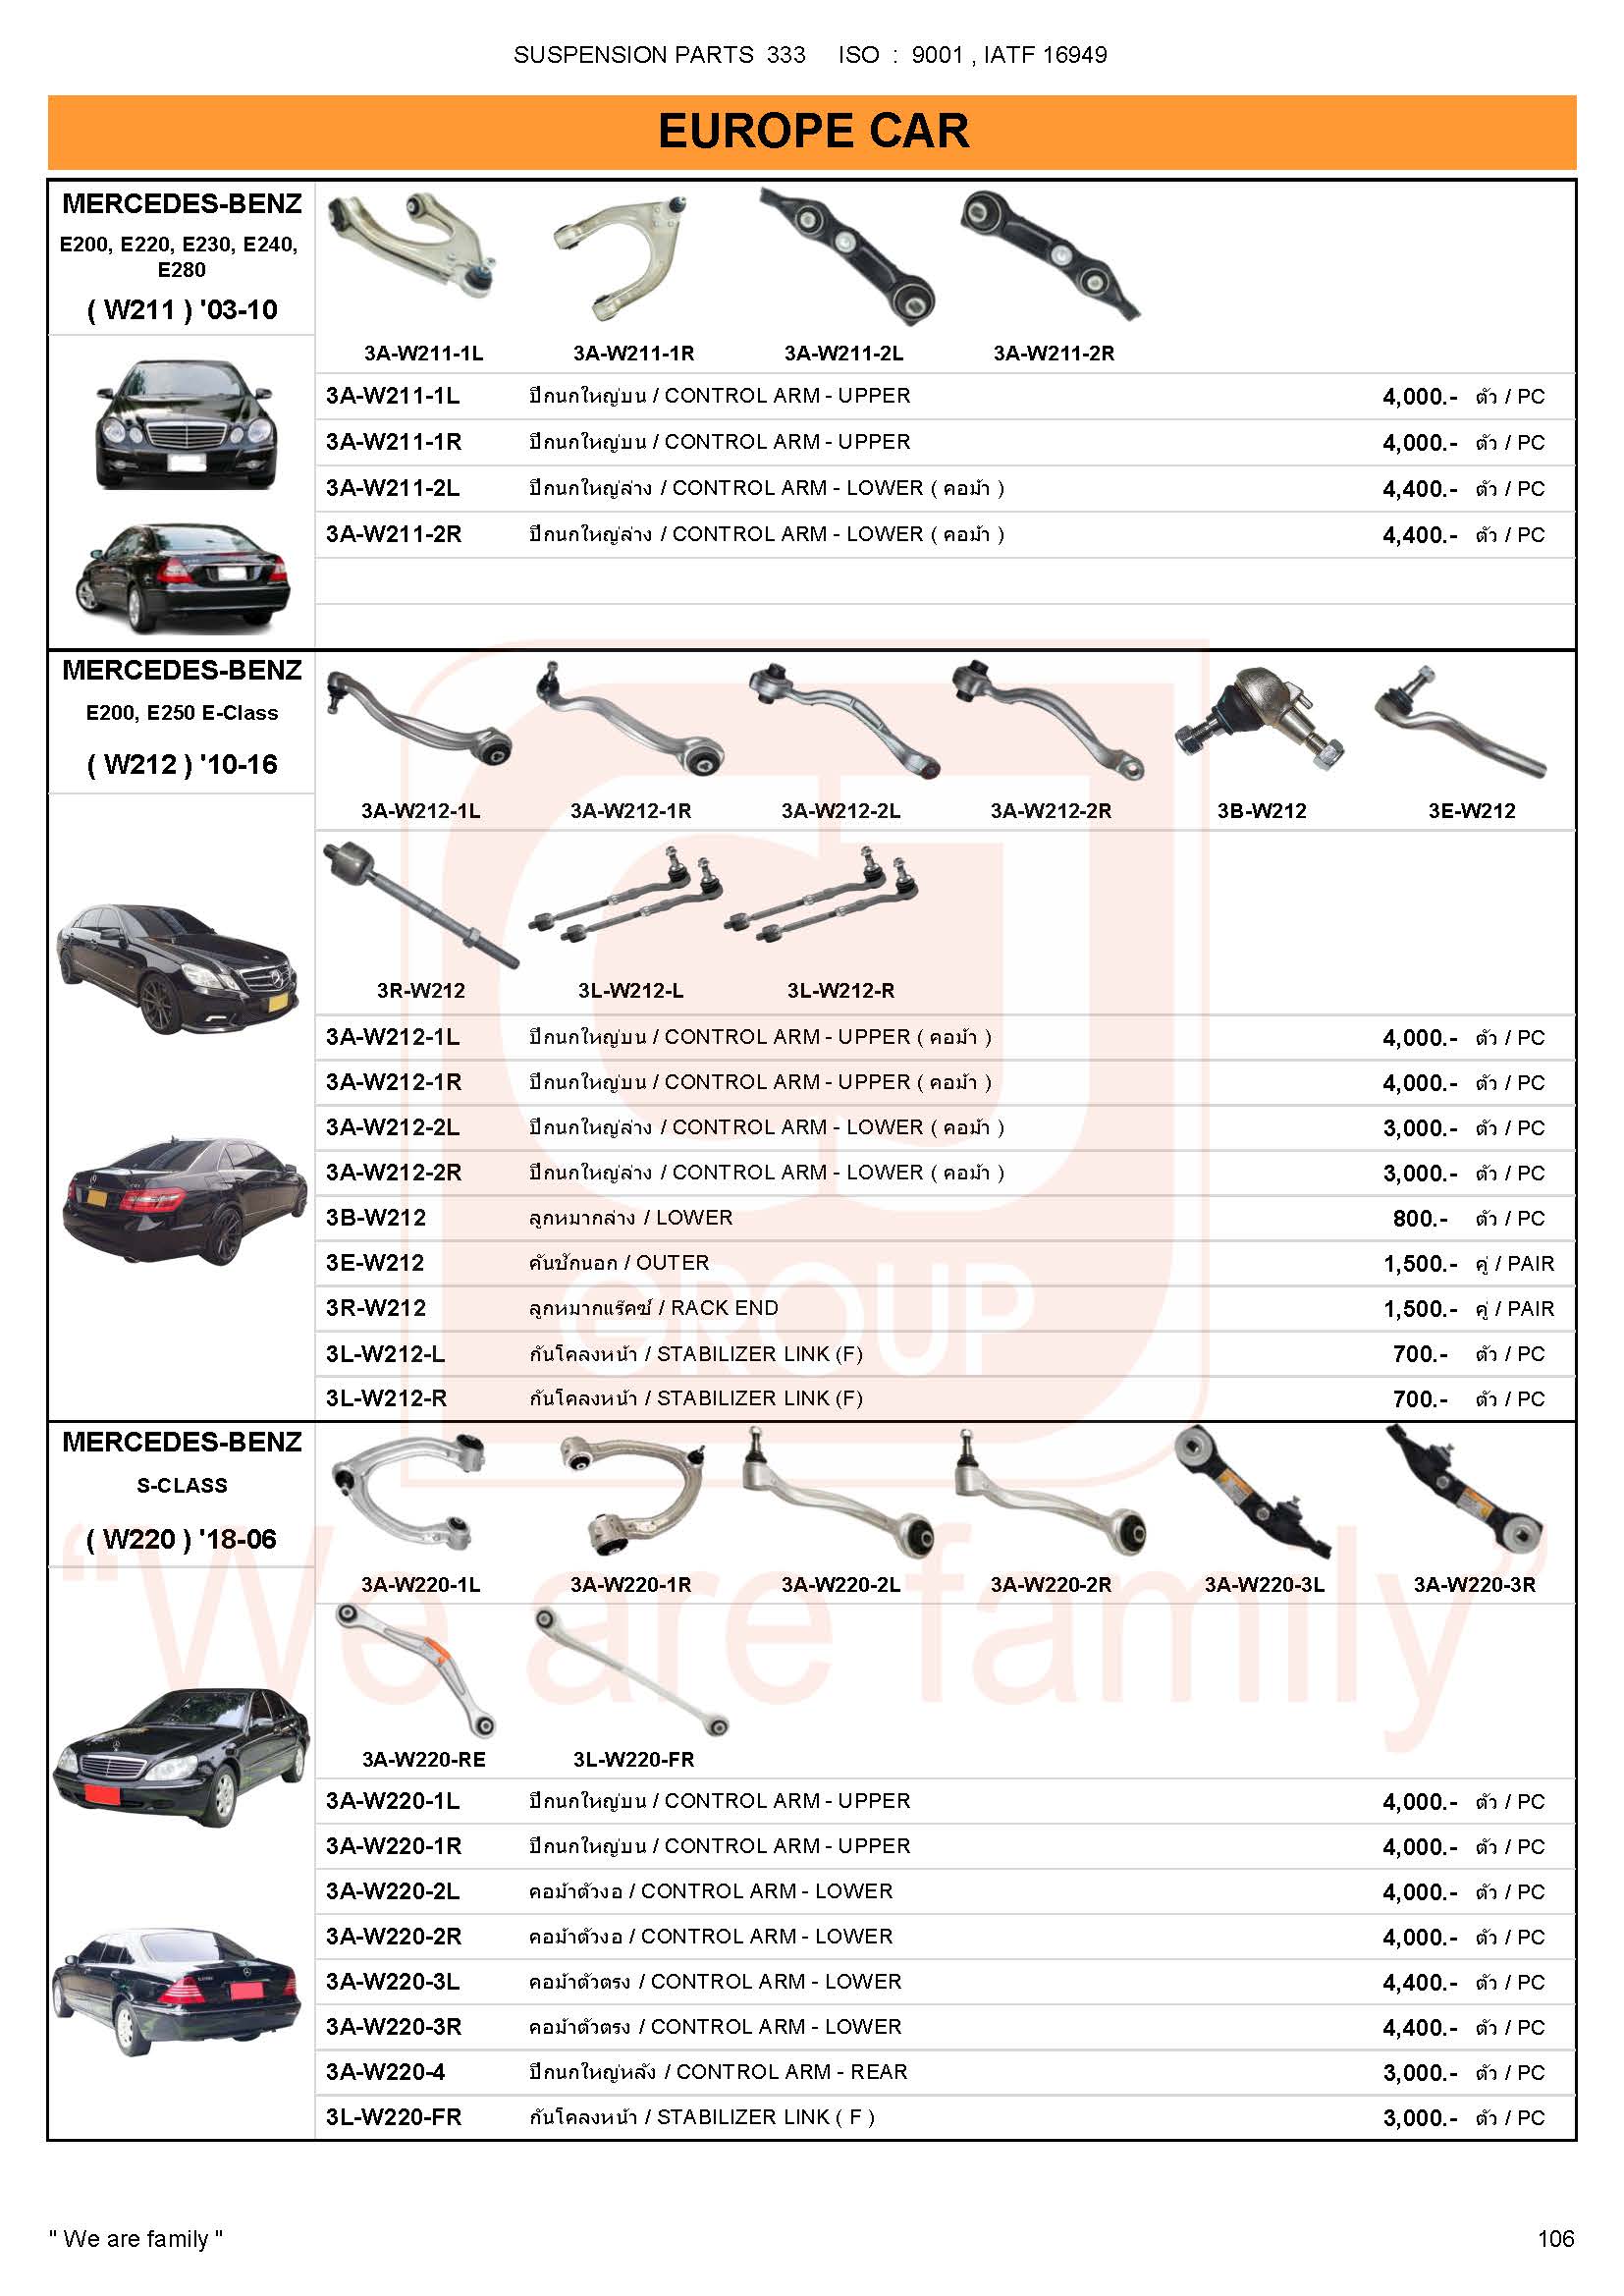 SUSPENSION PARTS 333 ISO : 9001 , IATF 16949
EUROPE CAR
MERCEDES-BENZ
E200, E220, E230, E240,
E280
( W211 ) '03-10
3A-W211-1L 3A-W211-1R 3A-W211-2L 3A-W211-2R
3A-W211-1L ปีกนกใหญ่บน / CONTROL ARM - UPPER 4,000.- ตัว / PC
3A-W211-1R ปีกนกใหญ่บน / CONTROL ARM - UPPER 4,000.- ตัว / PC
3A-W211-2L ปีกนกใหญ่ล่าง / CONTROL ARM - LOWER ( คอม้า ) 4,400.- ตัว / PC
3A-W211-2R ปีกนกใหญ่ล่าง / CONTROL ARM - LOWER ( คอม้า ) 4,400.- ตัว / PC
MERCEDES-BENZ
E200, E250 E-Class
( W212 ) '10-16
3A-W212-1L 3A-W212-1R 3A-W212-2L 3A-W212-2R 3B-W212 3E-W212
3R-W212 3L-W212-L 3L-W212-R
3A-W212-1L ปีกนกใหญ่บน / CONTROL ARM - UPPER ( คอม้า ) 4,000.- ตัว / PC
3A-W212-1R ปีกนกใหญ่บน / CONTROL ARM - UPPER ( คอม้า ) 4,000.- ตัว / PC
3A-W212-2L ปีกนกใหญ่ล่าง / CONTROL ARM - LOWER ( คอม้า ) 3,000.- ตัว / PC
3A-W212-2R ปีกนกใหญ่ล่าง / CONTROL ARM - LOWER ( คอม้า ) 3,000.- ตัว / PC
3B-W212 ลูกหมากล่าง / LOWER 800.- ตัว / PC
3E-W212 คันชักนอก / OUTER 1,500.- คู่ / PAIR
3R-W212 ลูกหมากแร๊คซ์ / RACK END 1,500.- คู่ / PAIR
3L-W212-L กันโคลงหน้า / STABILIZER LINK (F) 700.- ตัว / PC
3L-W212-R กันโคลงหน้า / STABILIZER LINK (F) 700.- ตัว / PC
CJ
GROUP
"We are family"
MERCEDES-BENZ
S-CLASS
( W220 ) '18-06
3A-W220-1L 3A-W220-1R 3A-W220-2L 3A-W220-2R 3A-W220-3L 3A-W220-3R
3A-W220-RE 3L-W220-FR
3A-W220-1L ปีกนกใหญ่บน / CONTROL ARM - UPPER 4,000.- ตัว / PC
3A-W220-1R ปีกนกใหญ่บน / CONTROL ARM - UPPER 4,000.- ตัว / PC
3A-W220-2L คอม้าตัวงอ / CONTROL ARM - LOWER 4,000.- ตัว / PC
3A-W220-2R คอม้าตัวงอ / CONTROL ARM - LOWER 4,000.- ตัว / PC
3A-W220-3L คอม้าตัวตรง / CONTROL ARM - LOWER 4,400.- ตัว / PC
3A-W220-3R คอม้าตัวตรง / CONTROL ARM - LOWER 4,400.- ตัว / PC
3A-W220-4 ปีกนกใหญ่หลัง / CONTROL ARM - REAR 3,000.- ตัว / PC
3L-W220-FR กันโคลงหน้า / STABILIZER LINK ( F ) 3,000.- ตัว / PC
" We are family " 106